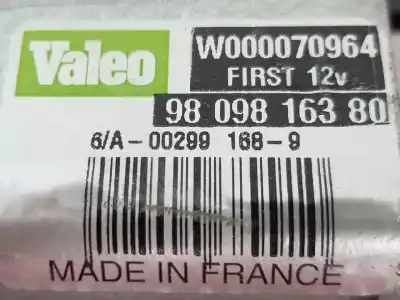 Valeo
W000070964
FIRST 12v
98 098 163 80
6/A-00299 168-9
MADE IN FRANCE